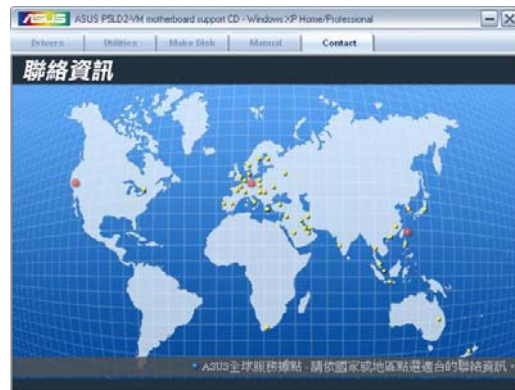 ASUS P5LD2-VM motherboard support CD - Windows XP Home/Professional
Drivers Utilities Make Disk Manual Contact
聯絡資訊
ASUS全球服務據點，請依國家或地區點選適合的聯絡資訊。